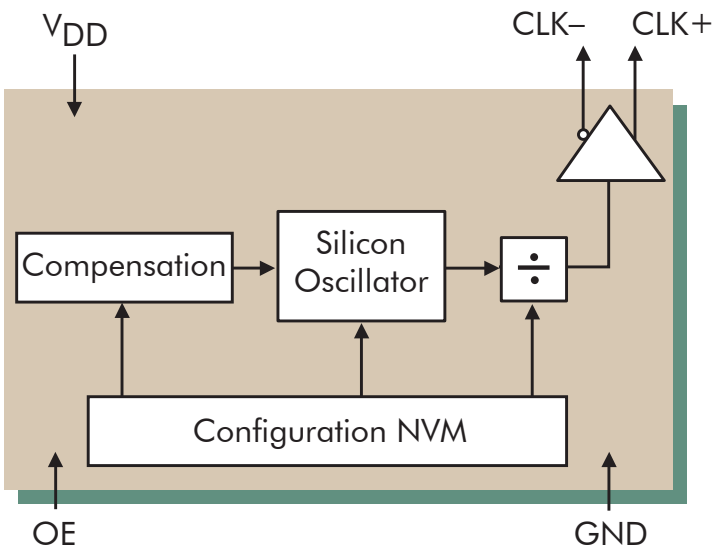 VDD
CLK–
CLK+
Silicon
Oscillator
Compensation
÷
Configuration NVM
OE
GND